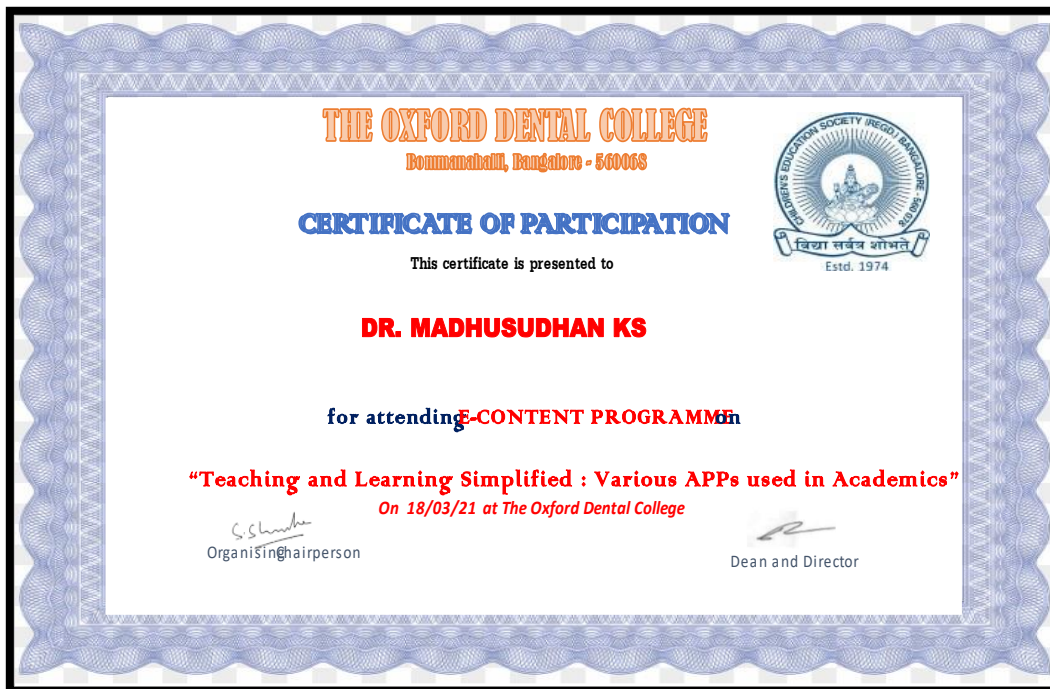 THE OXFORD DENTAL COLLEGE
Bommanahalli, Bangalore - 560068
CHILDREN'S EDUCATION SOCIETY (REGD.) BANGALORE - 560 078
विद्या सर्वत्र शोभते
Estd. 1974
CERTIFICATE OF PARTICIPATION
This certificate is presented to
DR. MADHUSUDHAN KS
for attending E-CONTENT PROGRAMME on
“Teaching and Learning Simplified : Various APPs used in Academics”
On 18/03/21 at The Oxford Dental College
Organising Chairperson
Dean and Director